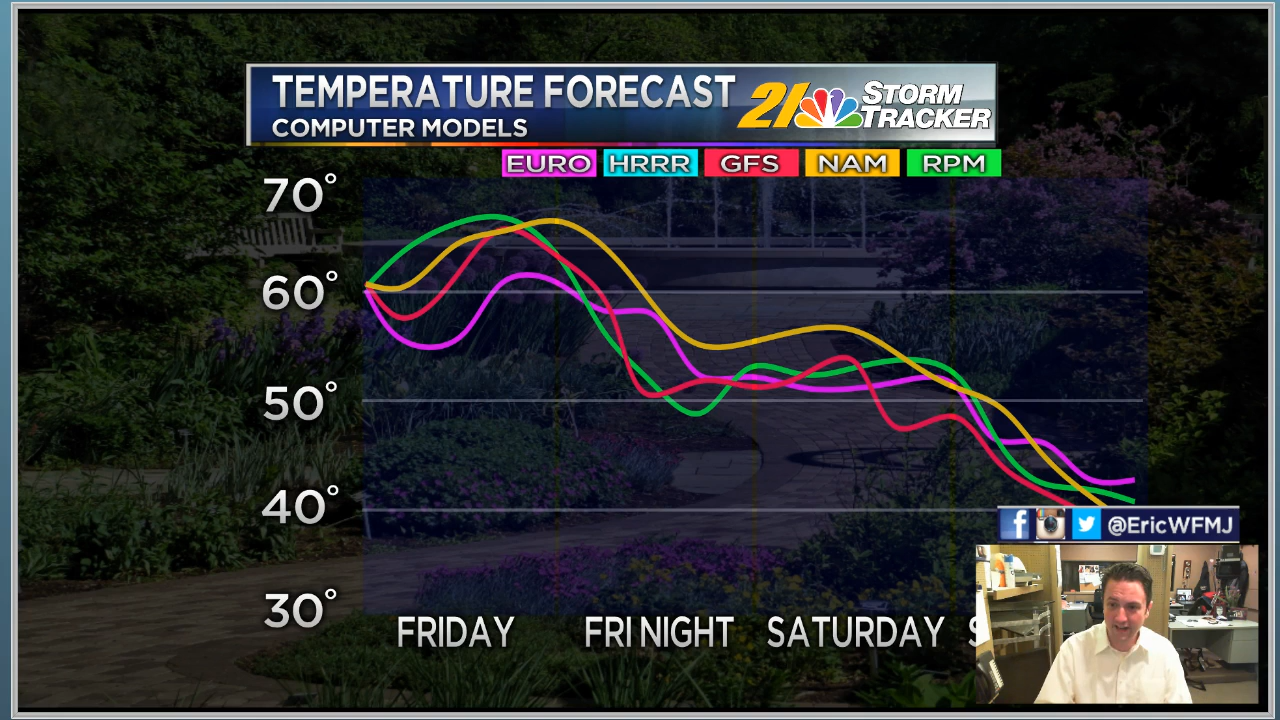 TEMPERATURE FORECAST
COMPUTER MODELS
21 STORM TRACKER
EURO HRRR GFS NAM RPM
70°
60°
50°
40°
30°
@EricWFMJ
FRIDAY FRI NIGHT SATURDAY S